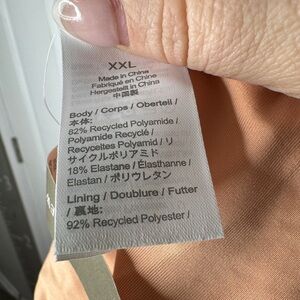 XXL
Made in China
Fabriqué en Chine
Hergestellt in China
中国製
Body / Corps / Oberteil /
本体:
82% Recycled Polyamide /
Polyamide Recyclé /
Recyceltes Polyamid / リ
サイクルポリアミド
18% Elastane / Élasthanne /
Elastan / ポリウレタン
Lining / Doublure / Futter
/ 裏地:
92% Recycled Polyester /